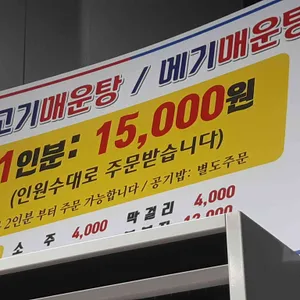 고기매운탕 / 메기매운탕
1인분: 15,000원
(인원수대로 주문받습니다)
2인분 부터 주문 가능합니다 / 공기밥: 별도주문
소 주 4,000 막걸리 4,000